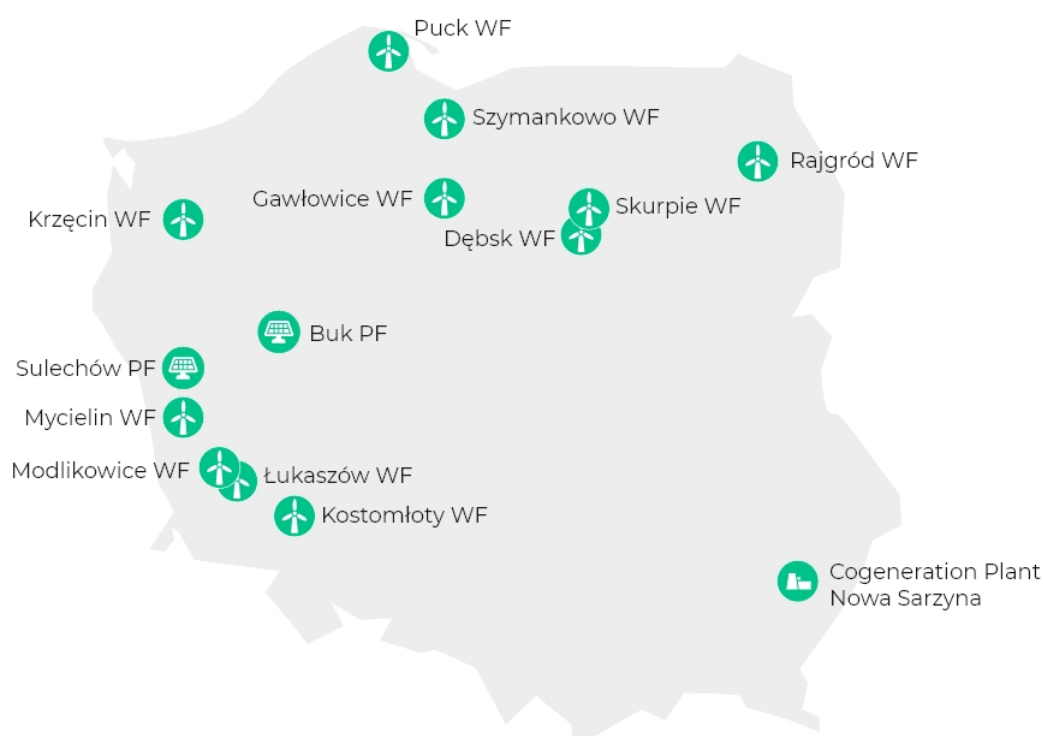 Puck WF
Szymankowo WF
Rajgród WF
Gawłowice WF
Skurpie WF
Krzęcin WF
Dębsk WF
Buk PF
Sulechów PF
Mycielin WF
Modlikowice WF
Łukaszów WF
Kostomłoty WF
Cogeneration Plant
Nowa Sarzyna